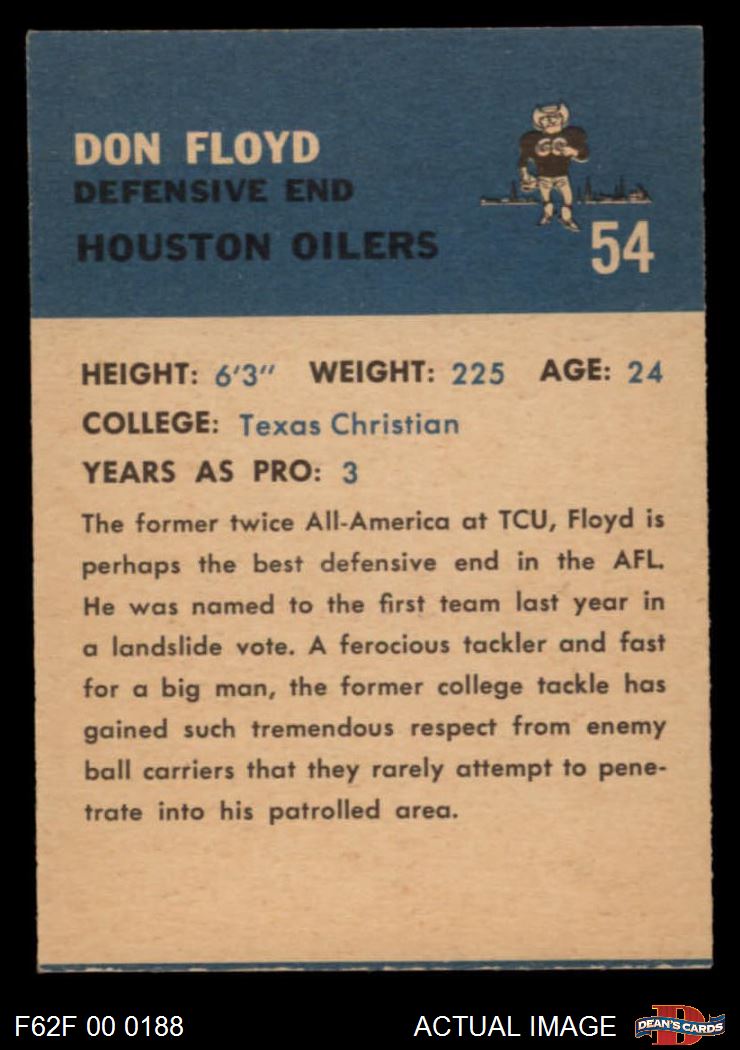 DON FLOYD
DEFENSIVE END
HOUSTON OILERS
54
HEIGHT: 6'3" WEIGHT: 225 AGE: 24
COLLEGE: Texas Christian
YEARS AS PRO: 3
The former twice All-America at TCU, Floyd is
perhaps the best defensive end in the AFL.
He was named to the first team last year in
a landslide vote. A ferocious tackler and fast
for a big man, the former college tackle has
gained such tremendous respect from enemy
ball carriers that they rarely attempt to pene-
trate into his patrolled area.
F62F 00 0188 ACTUAL IMAGE
D
DEAN'S CARDS